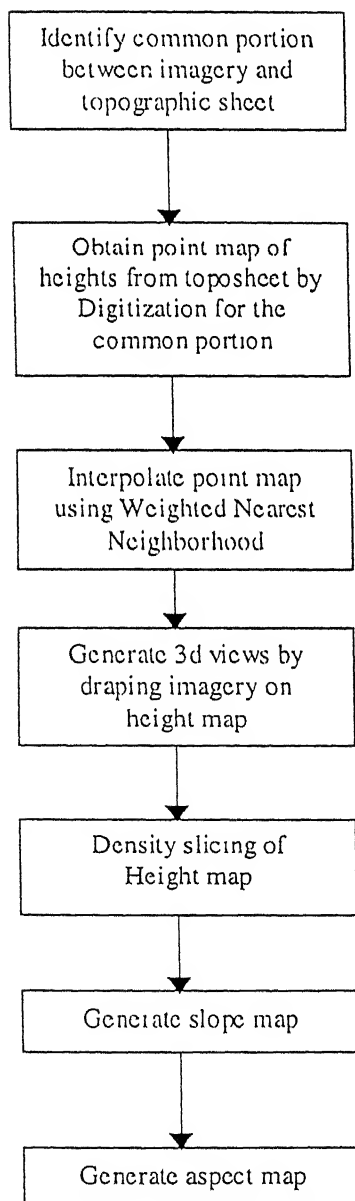 Identify common portion
between imagery and
topographic sheet
Obtain point map of
heights from toposheet by
Digitization for the
common portion
Interpolate point map
using Weighted Nearest
Neighborhood
Generate 3d views by
draping imagery on
height map
Density slicing of
Height map
Generate slope map
Generate aspect map